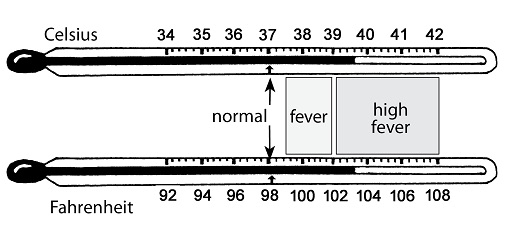 Celsius
34 35 36 37 38 39 40 41 42
normal
fever
high
fever
92 94 96 98 100 102 104 106 108
Fahrenheit